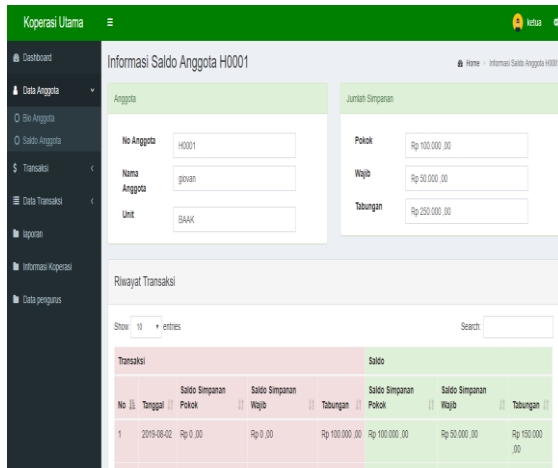 Koperasi Utama
ketua
Dashboard
Data Anggota
Bio Anggota
Saldo Anggota
Transaksi
Data Transaksi
laporan
Informasi Koperasi
Data pengurus
Informasi Saldo Anggota H0001
Home > Informasi Saldo Anggota H0001
Anggota
No Anggota H0001
Nama Anggota giovan
Unit BAAK
Jumlah Simpanan
Pokok Rp 100.000 ,00
Wajib Rp 50.000 ,00
Tabungan Rp 250.000 ,00
Riwayat Transaksi
Show 10 entries
Search:
Transaksi Saldo
No Tanggal Saldo Simpanan Pokok Saldo Simpanan Wajib Tabungan Saldo Simpanan Pokok Saldo Simpanan Wajib Tabungan
1 2019-08-02 Rp 0 ,00 Rp 0 ,00 Rp 100.000 ,00 Rp 100.000 ,00 Rp 50.000 ,00 Rp 150.000 ,00